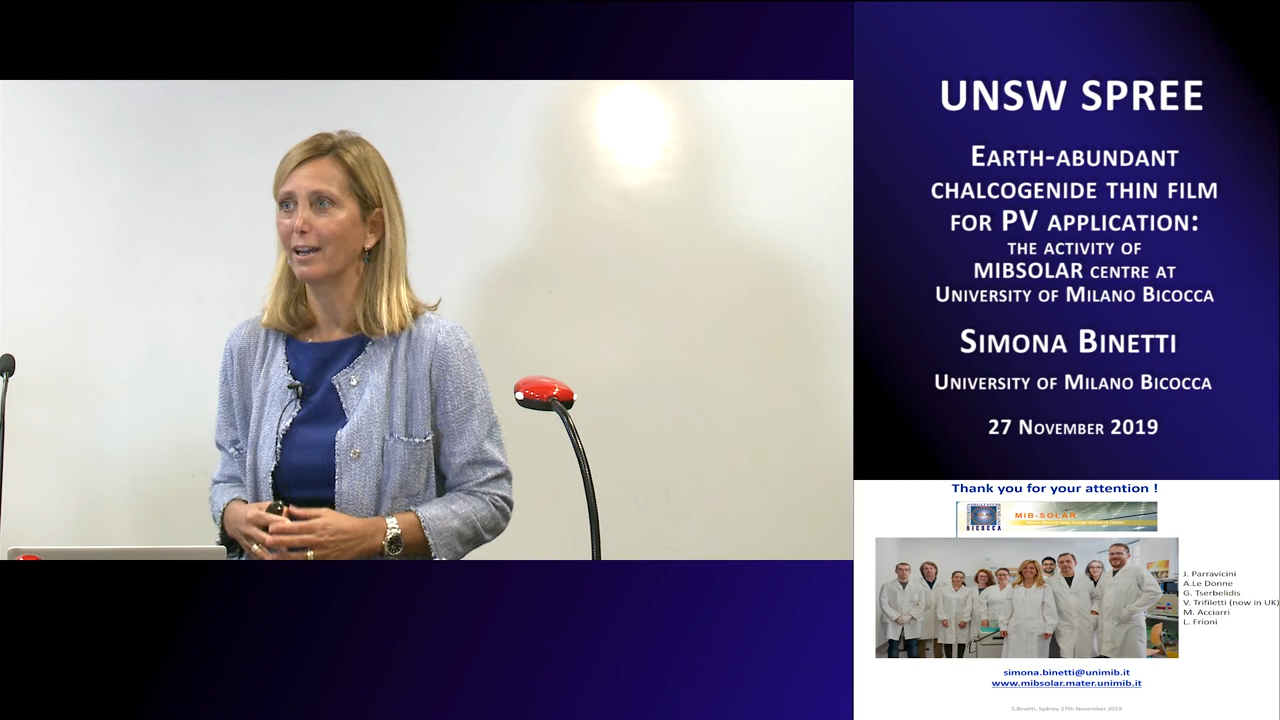 UNSW SPREE
EARTH-ABUNDANT
CHALCOGENIDE THIN FILM
FOR PV APPLICATION:
THE ACTIVITY OF
MIBSOLAR CENTRE AT
UNIVERSITY OF MILANO BICOCCA
SIMONA BINETTI
UNIVERSITY OF MILANO BICOCCA
27 NOVEMBER 2019
Thank you for your attention !
MIB-SOLAR
BICOCCA
J. Parravicini
A.Le Donne
G. Tserbelidis
V. Trifiletti (now in UK)
M. Acciarri
L. Frioni
simona.binetti@unimib.it
www.mibsolar.mater.unimib.it
S.Binetti, Sydney 27th November 2019